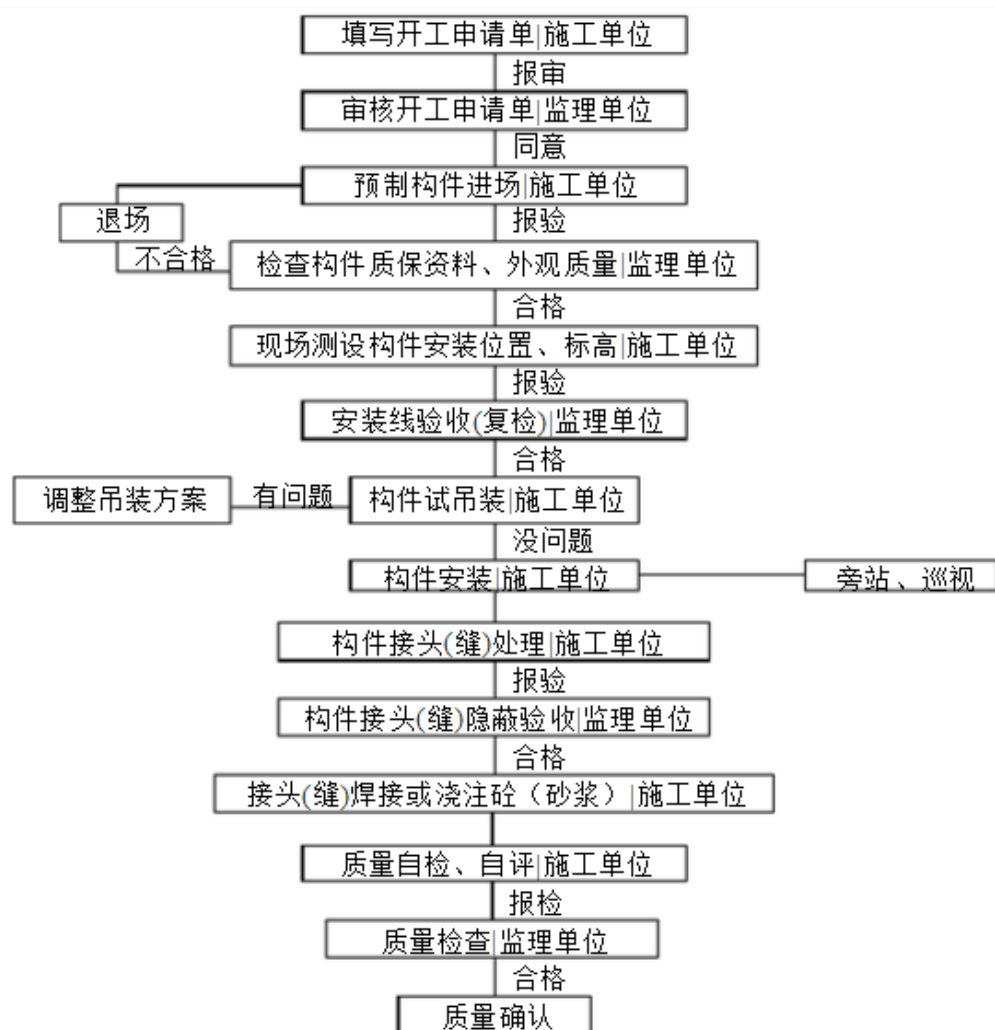 填写开工申请单|施工单位
报审
审核开工申请单|监理单位
同意
预制构件进场|施工单位
退场
报验
不合格
检查构件质保资料、外观质量|监理单位
合格
现场测设构件安装位置、标高|施工单位
报验
安装线验收(复检)|监理单位
合格
调整吊装方案
有问题
构件试吊装|施工单位
没问题
构件安装|施工单位
旁站、巡视
构件接头(缝)处理|施工单位
报验
构件接头(缝)隐蔽验收|监理单位
合格
接头(缝)焊接或浇注砼（砂浆）|施工单位
质量自检、自评|施工单位
报检
质量检查|监理单位
合格
质量确认